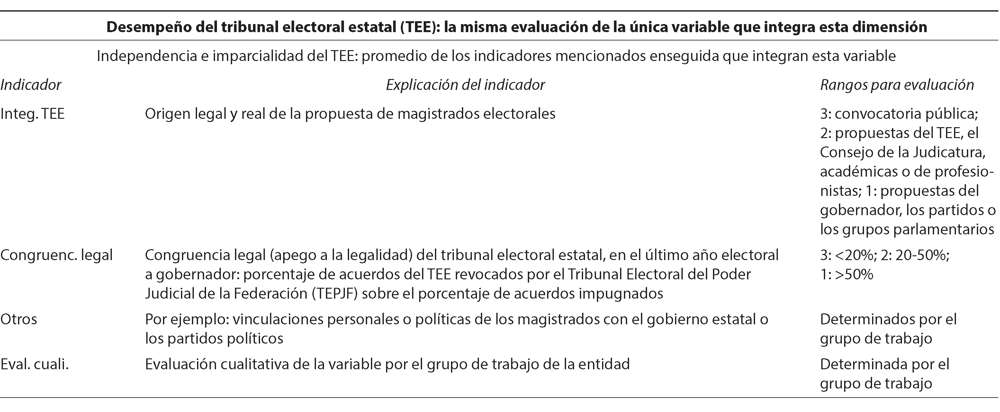 Desempeño del tribunal electoral estatal (TEE): la misma evaluación de la única variable que integra esta dimensión
Independencia e imparcialidad del TEE: promedio de los indicadores mencionados enseguida que integran esta variable
Indicador Explicación del indicador Rangos para evaluación
Integ. TEE Origen legal y real de la propuesta de magistrados electorales 3: convocatoria pública;
2: propuestas del TEE, el
Consejo de la Judicatura,
académicas o de profesio-
nistas; 1: propuestas del
gobernador, los partidos o
los grupos parlamentarios
Congruenc. legal Congruencia legal (apego a la legalidad) del tribunal electoral estatal, en el último año electoral 3: <20%; 2: 20-50%;
a gobernador: porcentaje de acuerdos del TEE revocados por el Tribunal Electoral del Poder 1: >50%
Judicial de la Federación (TEPJF) sobre el porcentaje de acuerdos impugnados
Otros Por ejemplo: vinculaciones personales o políticas de los magistrados con el gobierno estatal o Determinados por el
los partidos políticos grupo de trabajo
Eval. cuali. Evaluación cualitativa de la variable por el grupo de trabajo de la entidad Determinada por el
grupo de trabajo